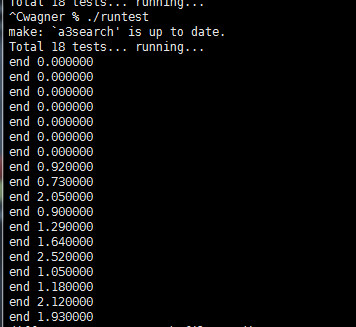 Total 18 tests... running...
^Cwagner % ./runtest
make: `a3search' is up to date.
Total 18 tests... running...
end 0.000000
end 0.000000
end 0.000000
end 0.000000
end 0.000000
end 0.000000
end 0.000000
end 0.920000
end 0.730000
end 2.050000
end 0.900000
end 1.290000
end 1.640000
end 2.520000
end 1.050000
end 1.180000
end 2.120000
end 1.930000